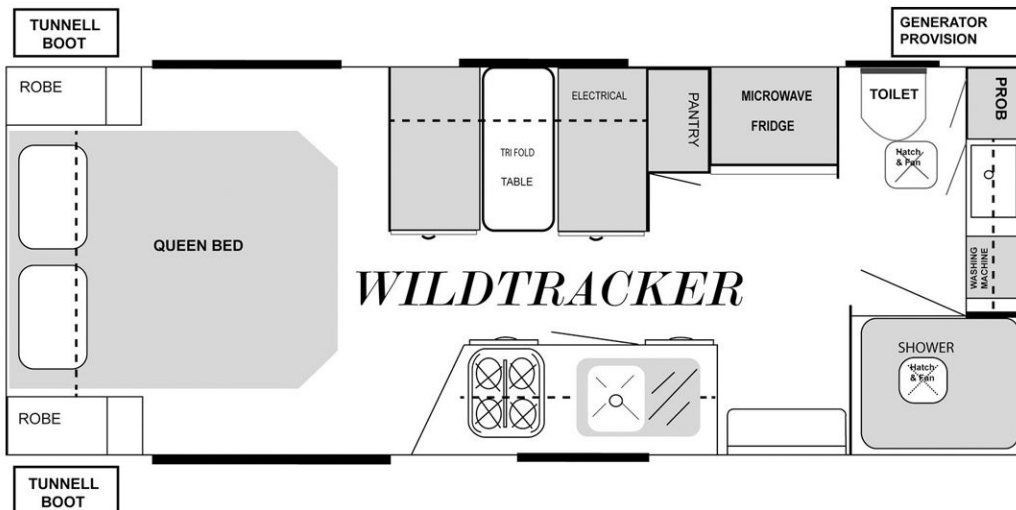 TUNNELL
BOOT
GENERATOR
PROVISION
ROBE
ELECTRICAL
PANTRY
MICROWAVE
FRIDGE
TOILET
PROB
TRI FOLD
TABLE
Hatch
& Fan
QUEEN BED
WASHING
MACHINE
WILDTRACKER
SHOWER
Hatch
& Fan
ROBE
TUNNELL
BOOT